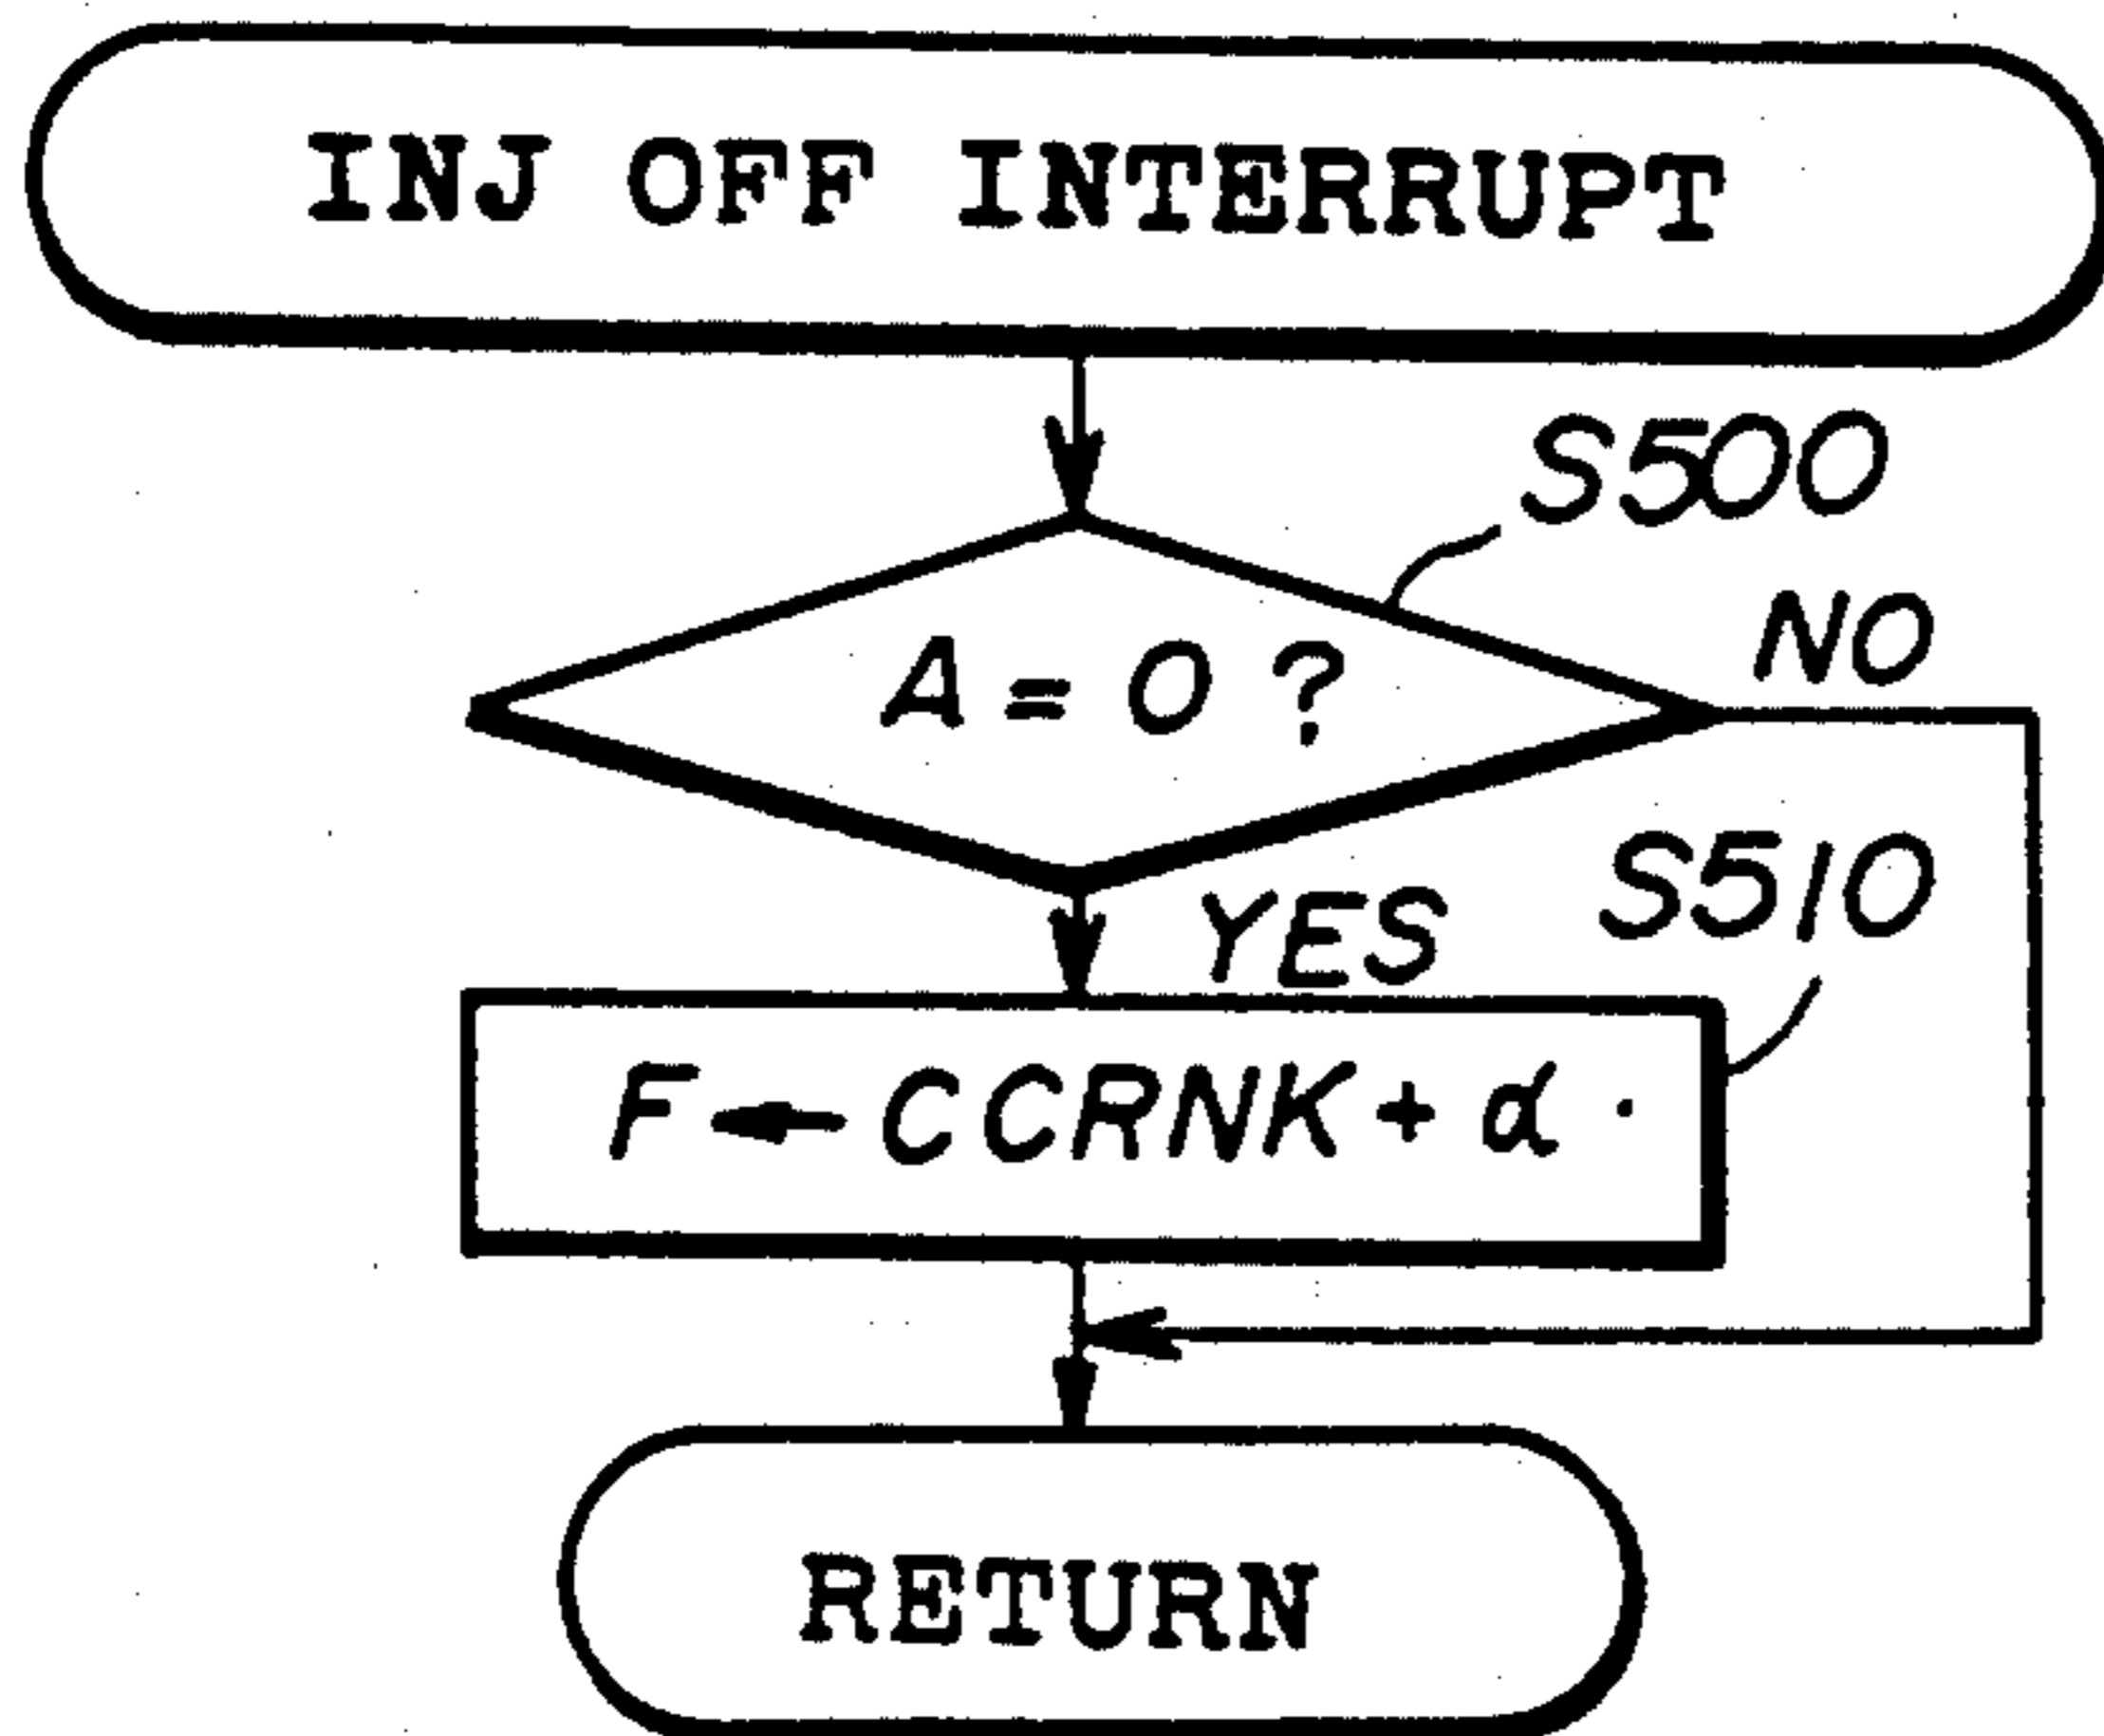 INJ OFF INTERRUPT
S500
A = 0 ?
NO
YES
S510
F ← CCRNK + α
RETURN